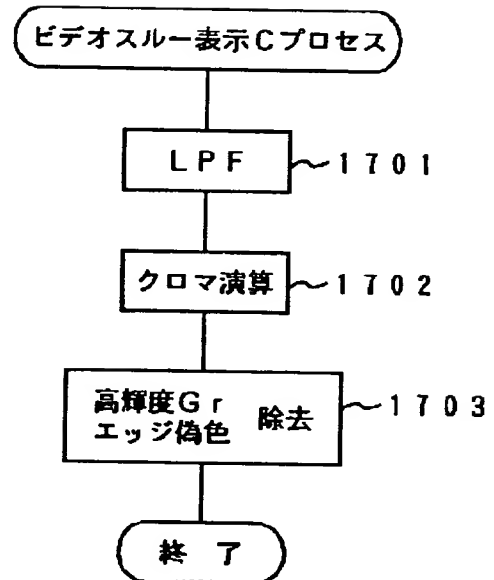 ビデオスルー表示Cプロセス
LPF
1701
クロマ演算
1702
高輝度Gr
エッジ偽色 除去
1703
終 了